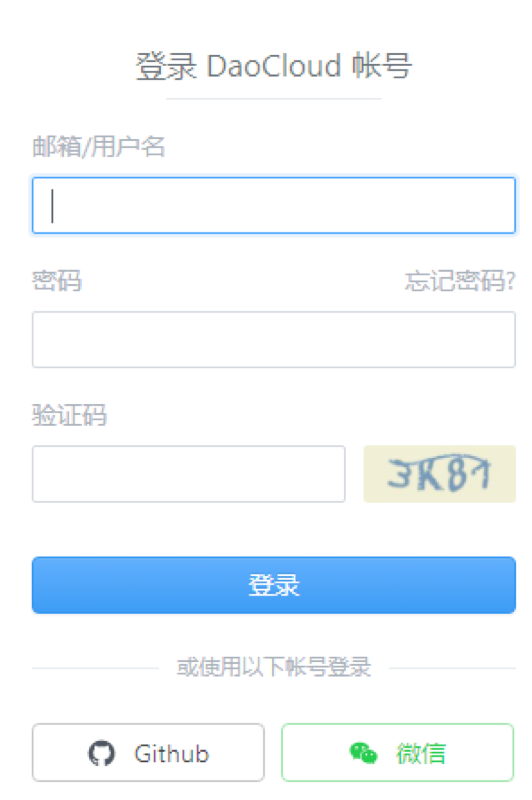 登录 DaoCloud 帐号
邮箱/用户名
密码 忘记密码?
验证码
3K81
登录
或使用以下帐号登录
Github 微信